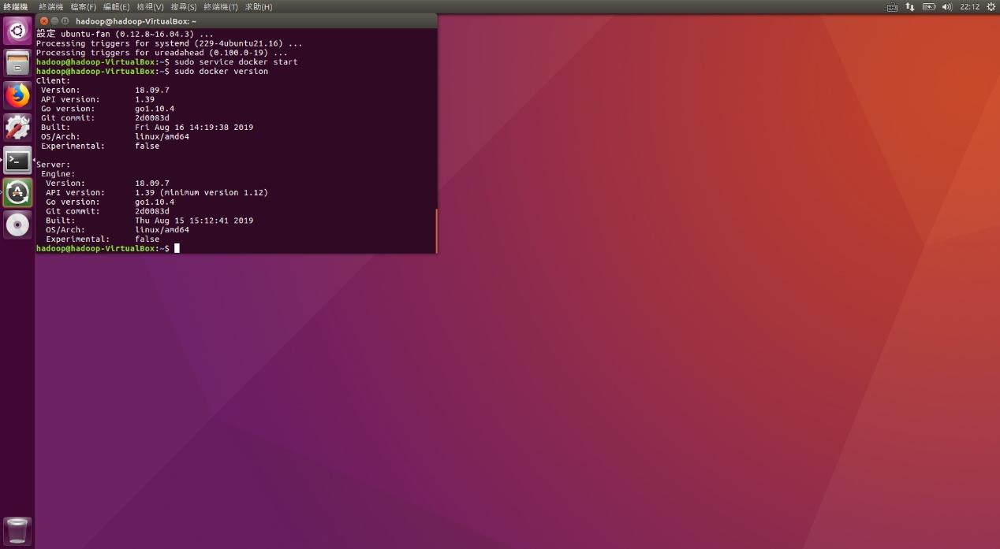 終端機 終端機 檔案(F) 編輯(E) 檢視(V) 搜尋(S) 終端機(T) 求助(H) 22:12
hadoop@hadoop-VirtualBox: ~
設定 ubuntu-fan (0.12.8~16.04.3) ...
Processing triggers for systemd (229-4ubuntu21.16) ...
Processing triggers for ureadahead (0.100.0-19) ...
hadoop@hadoop-VirtualBox:~$ sudo service docker start
hadoop@hadoop-VirtualBox:~$ sudo docker version
Client:
 Version:           18.09.7
 API version:       1.39
 Go version:        go1.10.4
 Git commit:        2d0083d
 Built:             Fri Aug 16 14:19:38 2019
 OS/Arch:           linux/amd64
 Experimental:      false

Server:
 Engine:
  Version:          18.09.7
  API version:      1.39 (minimum version 1.12)
  Go version:       go1.10.4
  Git commit:       2d0083d
  Built:            Thu Aug 15 15:12:41 2019
  OS/Arch:          linux/amd64
  Experimental:     false
hadoop@hadoop-VirtualBox:~$